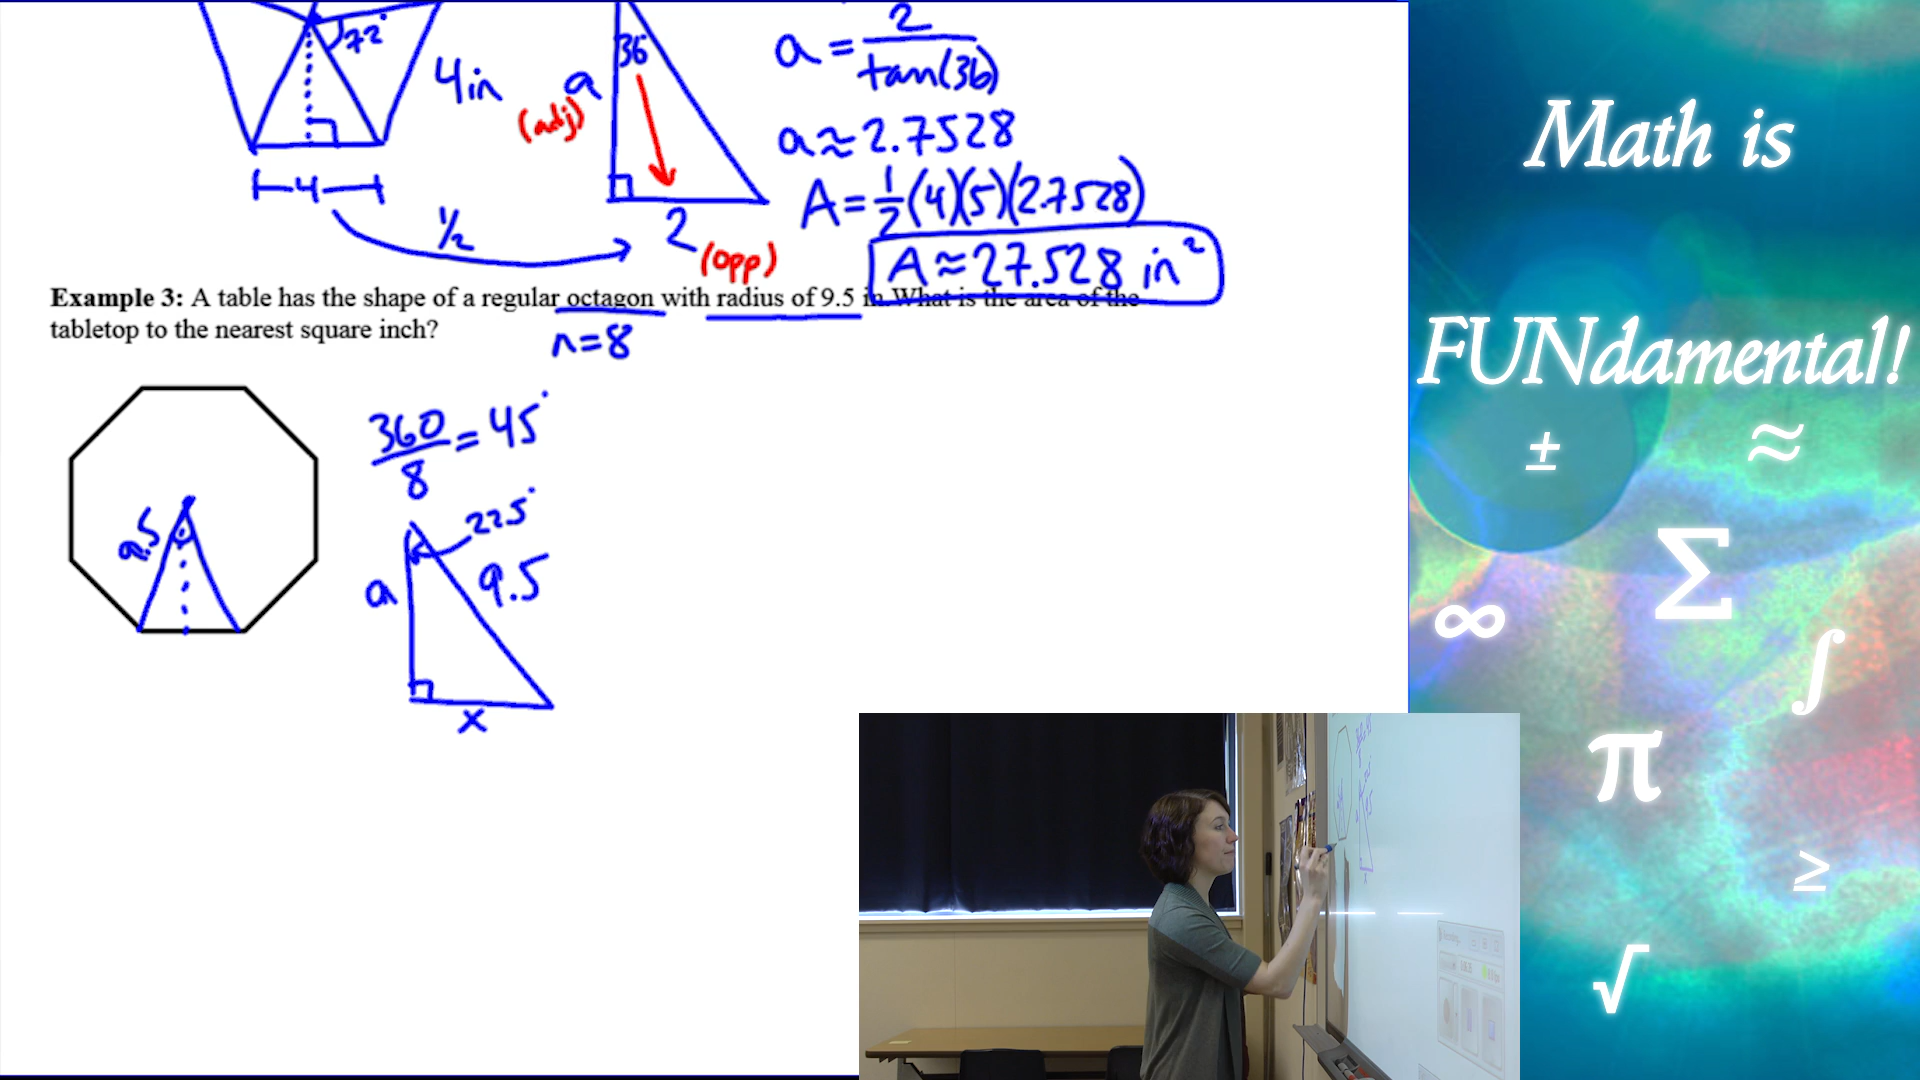 72°
4in
4
1/2
36
a
(adj)
2
(opp)
a = 2/tan(36)
a≈2.7528
A=1/2(4)(5)(2.7528)
A≈27.528 in²
Example 3: A table has the shape of a regular octagon with radius of 9.5 in. What is the area of the
tabletop to the nearest square inch?
n=8
360/8 = 45°
9.5
22.5°
a
9.5
x
Math is
FUNdamental!
± ≈
Σ
∞
∫
π
≥
√